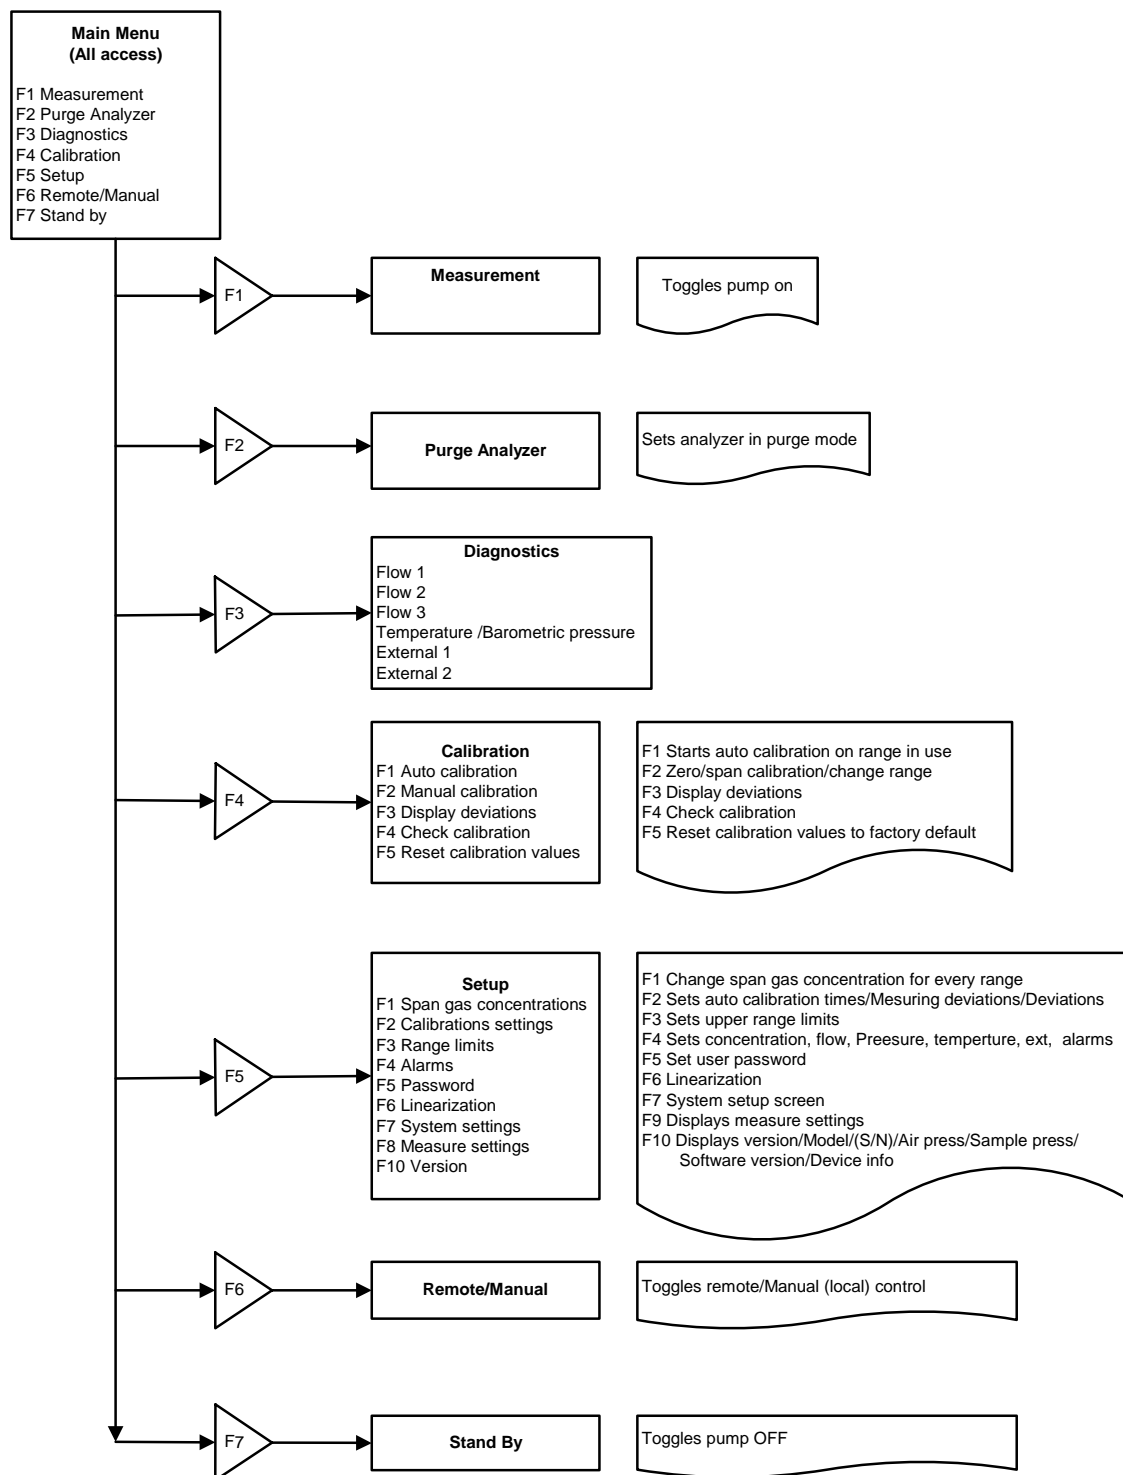 Main Menu
(All access)
F1 Measurement
F2 Purge Analyzer
F3 Diagnostics
F4 Calibration
F5 Setup
F6 Remote/Manual
F7 Stand by
F1
Measurement
Toggles pump on
F2
Purge Analyzer
Sets analyzer in purge mode
F3
Diagnostics
Flow 1
Flow 2
Flow 3
Temperature /Barometric pressure
External 1
External 2
F4
Calibration
F1 Auto calibration
F2 Manual calibration
F3 Display deviations
F4 Check calibration
F5 Reset calibration values
F1 Starts auto calibration on range in use
F2 Zero/span calibration/change range
F3 Display deviations
F4 Check calibration
F5 Reset calibration values to factory default
F5
Setup
F1 Span gas concentrations
F2 Calibrations settings
F3 Range limits
F4 Alarms
F5 Password
F6 Linearization
F7 System settings
F8 Measure settings
F10 Version
F1 Change span gas concentration for every range
F2 Sets auto calibration times/Mesuring deviations/Deviations
F3 Sets upper range limits
F4 Sets concentration, flow, Preesure, temperture, ext, alarms
F5 Set user password
F6 Linearization
F7 System setup screen
F9 Displays measure settings
F10 Displays version/Model/(S/N)/Air press/Sample press/
Software version/Device info
F6
Remote/Manual
Toggles remote/Manual (local) control
F7
Stand By
Toggles pump OFF